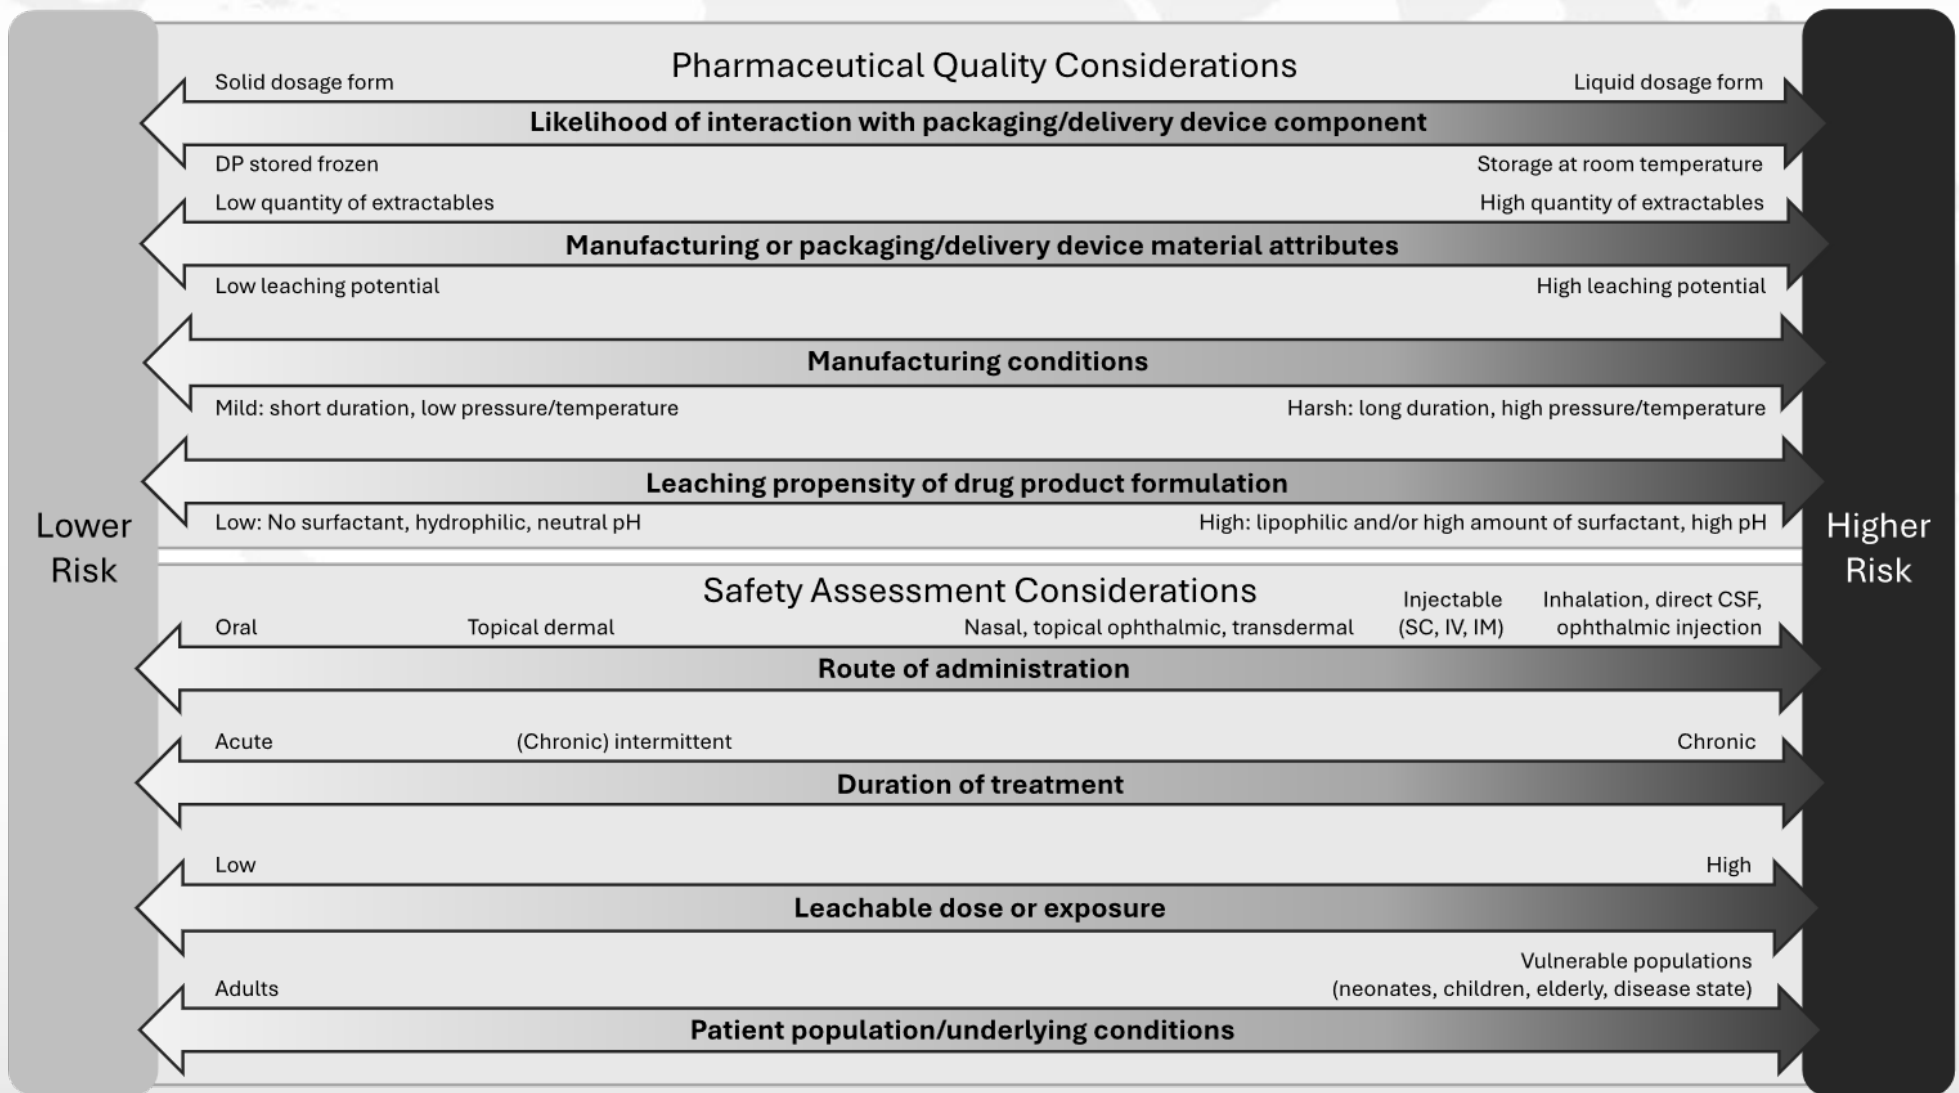 Pharmaceutical Quality Considerations
Solid dosage form
Liquid dosage form
Likelihood of interaction with packaging/delivery device component
DP stored frozen
Storage at room temperature
Low quantity of extractables
High quantity of extractables
Manufacturing or packaging/delivery device material attributes
Low leaching potential
High leaching potential
Manufacturing conditions
Mild: short duration, low pressure/temperature
Harsh: long duration, high pressure/temperature
Leaching propensity of drug product formulation
Low: No surfactant, hydrophilic, neutral pH
High: lipophilic and/or high amount of surfactant, high pH
Lower
Risk
Higher
Risk
Safety Assessment Considerations
Oral
Topical dermal
Nasal, topical ophthalmic, transdermal
Injectable
(SC, IV, IM)
Inhalation, direct CSF,
ophthalmic injection
Route of administration
Acute
(Chronic) intermittent
Chronic
Duration of treatment
Low
High
Leachable dose or exposure
Adults
Vulnerable populations
(neonates, children, elderly, disease state)
Patient population/underlying conditions